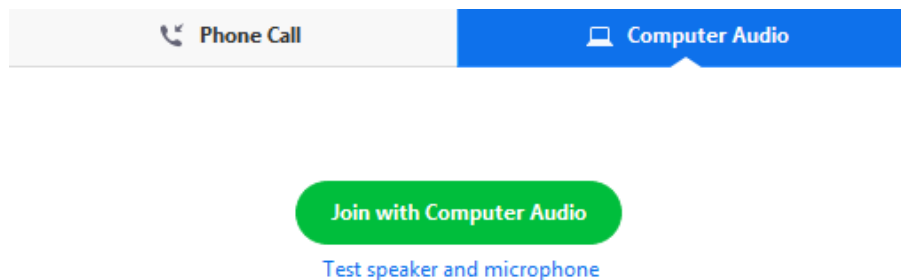 Phone Call
Computer Audio
Join with Computer Audio
Test speaker and microphone